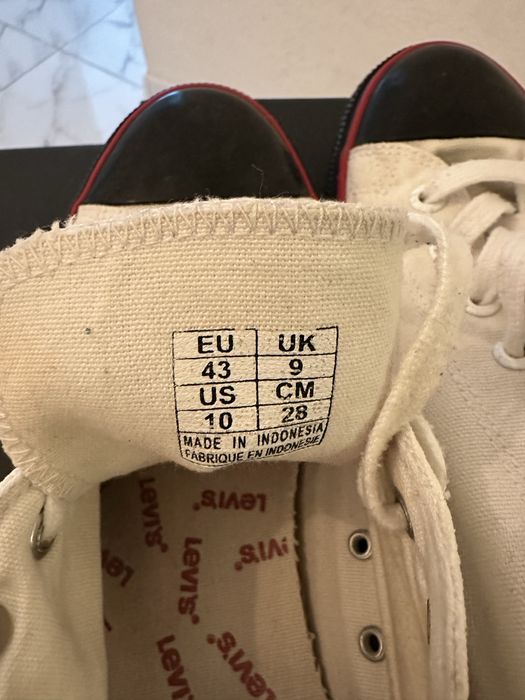 EU UK
43 9
US CM
10 28
MADE IN INDONESIA
FABRIQUE EN INDONESIE
LEVI'S®
LEVI'S®
LEVI'S®
LEVI'S®
LEVI'S®